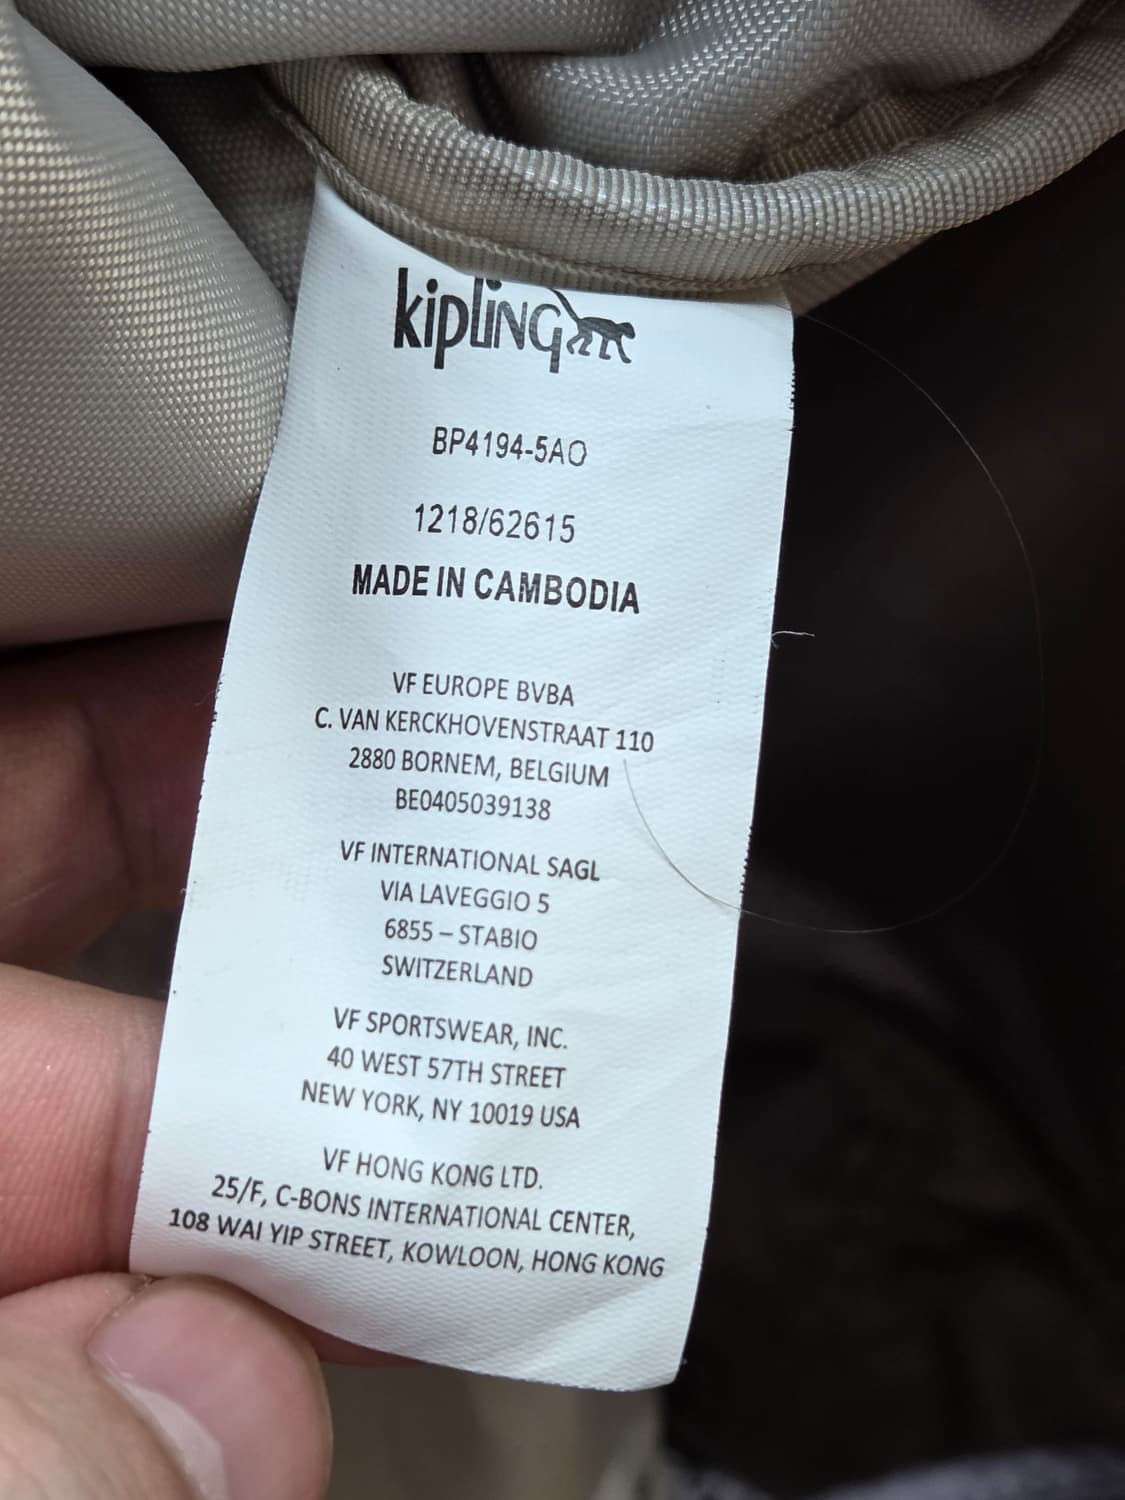 kipling
BP4194-5AO
1218/62615
MADE IN CAMBODIA
VF EUROPE BVBA
C. VAN KERCKHOVENSTRAAT 110
2880 BORNEM, BELGIUM
BE0405039138
VF INTERNATIONAL SAGL
VIA LAVEGGIO 5
6855 – STABIO
SWITZERLAND
VF SPORTSWEAR, INC.
40 WEST 57TH STREET
NEW YORK, NY 10019 USA
VF HONG KONG LTD.
25/F, C-BONS INTERNATIONAL CENTER,
108 WAI YIP STREET, KOWLOON, HONG KONG